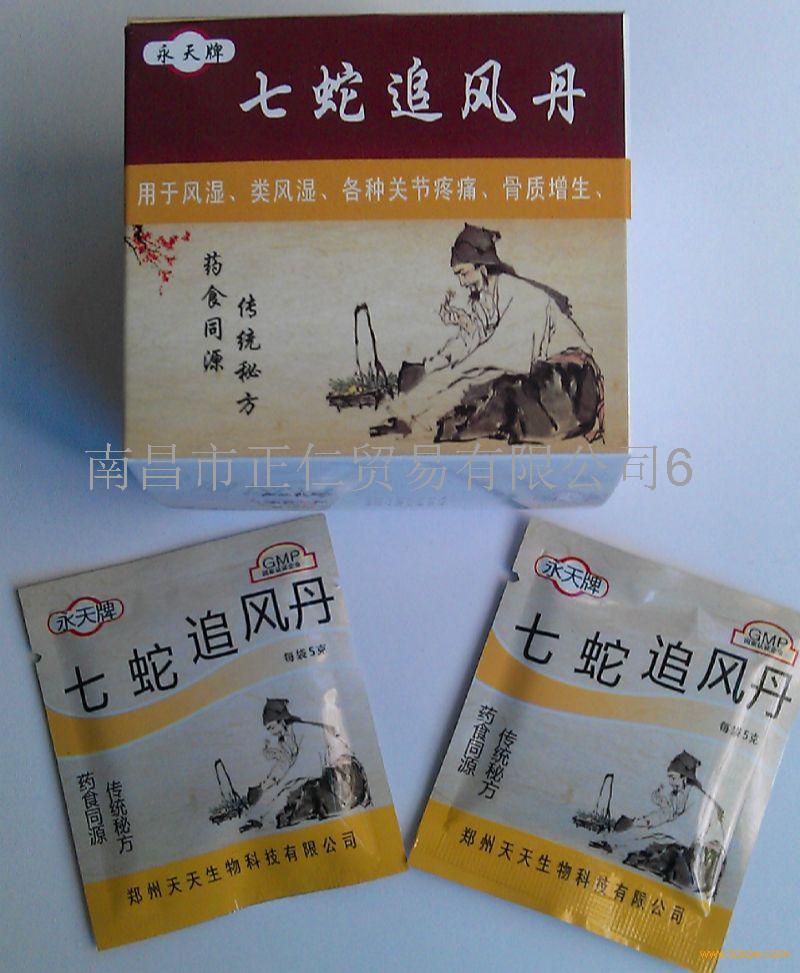 永天牌
七蛇追风丹
用于风湿、类风湿、各种关节疼痛、骨质增生、
药食同源
传统秘方
南昌市正仁贸易有限公司6
GMP
永天牌
七蛇追风丹
每袋5克
药食同源
传统秘方
郑州天天生物科技有限公司
永天牌
GMP
七蛇追风丹
每袋5克
药食同源
传统秘方
郑州天天生物科技有限公司